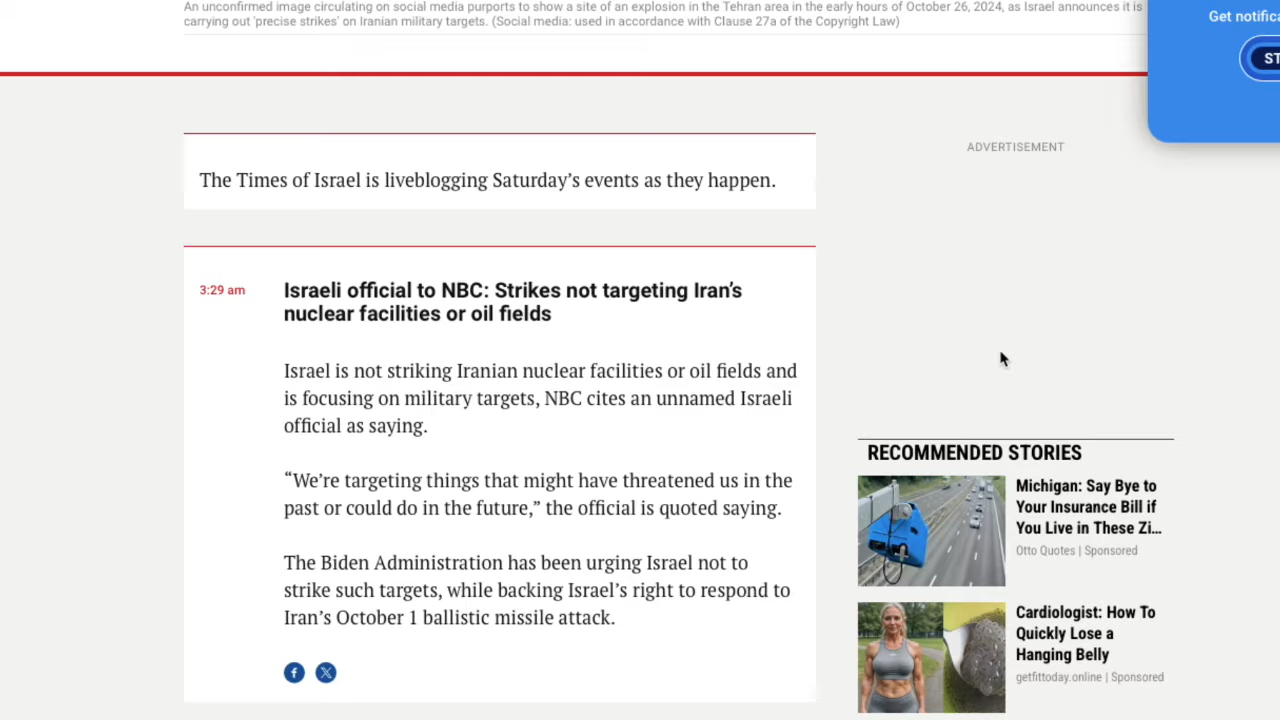 An unconfirmed image circulating on social media purports to show a site of an explosion in the Tehran area in the early hours of October 26, 2024, as Israel announces it is
carrying out 'precise strikes' on Iranian military targets. (Social media: used in accordance with Clause 27a of the Copyright Law)
Get notifica
ST
The Times of Israel is liveblogging Saturday’s events as they happen.
ADVERTISEMENT
3:29 am
Israeli official to NBC: Strikes not targeting Iran’s
nuclear facilities or oil fields
Israel is not striking Iranian nuclear facilities or oil fields and
is focusing on military targets, NBC cites an unnamed Israeli
official as saying.
“We’re targeting things that might have threatened us in the
past or could do in the future,” the official is quoted saying.
The Biden Administration has been urging Israel not to
strike such targets, while backing Israel’s right to respond to
Iran’s October 1 ballistic missile attack.
RECOMMENDED STORIES
Michigan: Say Bye to
Your Insurance Bill if
You Live in These Zi...
Otto Quotes | Sponsored
Cardiologist: How To
Quickly Lose a
Hanging Belly
getfittoday.online | Sponsored